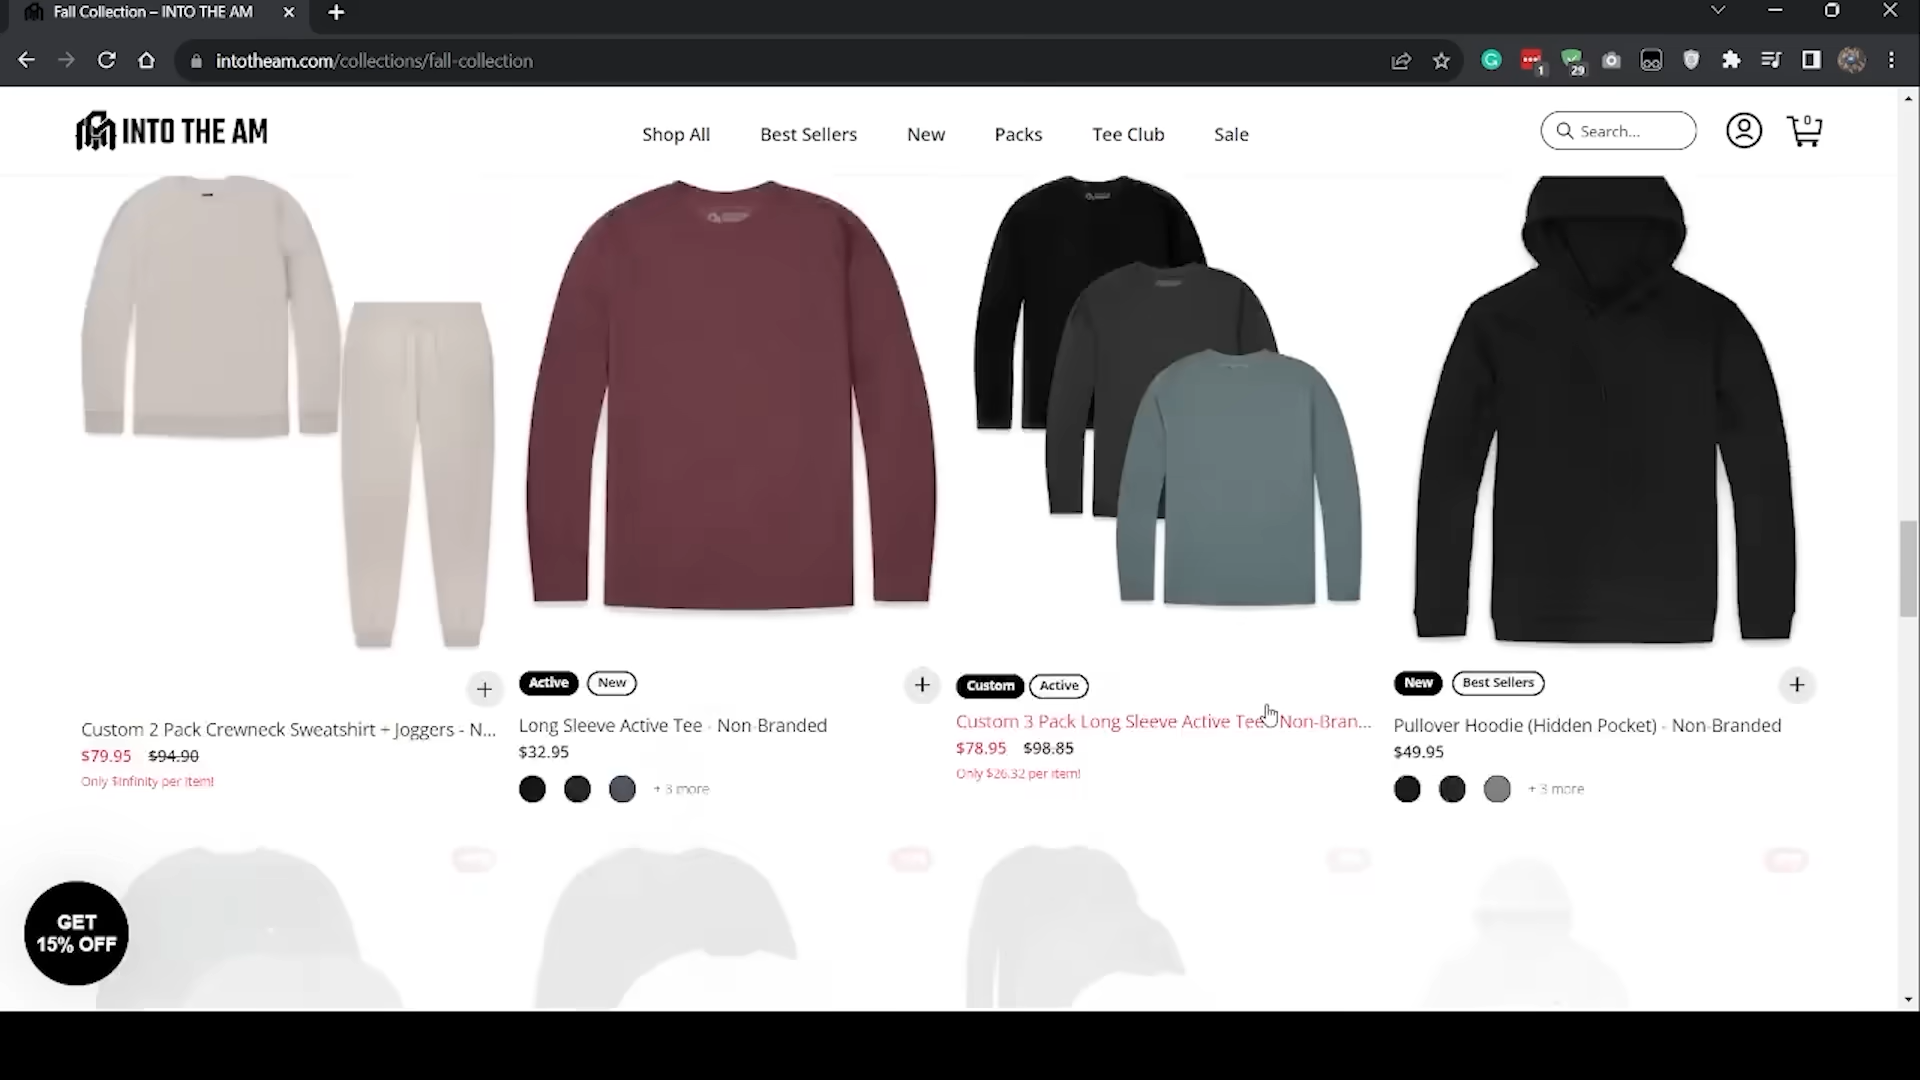 Fall Collection – INTO THE AM
intotheam.com/collections/fall-collection
1
29
INTO THE AM
Shop All
Best Sellers
New
Packs
Tee Club
Sale
Search...
0
Custom 2 Pack Crewneck Sweatshirt + Joggers - N...
$79.95 $94.90
Only $Infinity per item!
Active New
Long Sleeve Active Tee - Non-Branded
$32.95
+ 3 more
Custom Active
Custom 3 Pack Long Sleeve Active Tee - Non-Bran...
$78.95 $98.85
Only $26.32 per item!
New Best Sellers
Pullover Hoodie (Hidden Pocket) - Non-Branded
$49.95
+ 3 more
GET
15% OFF